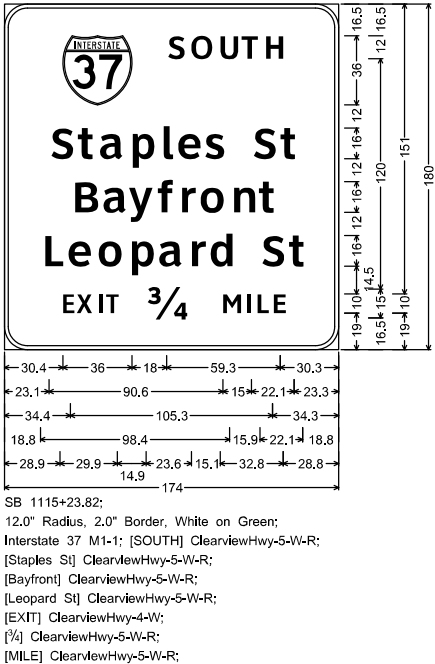 INTERSTATE
37
SOUTH
Staples St
Bayfront
Leopard St
EXIT ¾ MILE
16.5 36 12 16 12 16 12 16 14.5 10 19
16.5 12 120 15 16.5
151 10 19
180
30.4 36 18 59.3 30.3
23.1 90.6 15 22.1 23.3
34.4 105.3 34.3
18.8 98.4 15.9 22.1 18.8
28.9 29.9 14.9 23.6 15.1 32.8 28.8
174
SB 1115+23.82;
12.0" Radius, 2.0" Border, White on Green;
Interstate 37 M1-1; [SOUTH] ClearviewHwy-5-W-R;
[Staples St] ClearviewHwy-5-W-R;
[Bayfront] ClearviewHwy-5-W-R;
[Leopard St] ClearviewHwy-5-W-R;
[EXIT] ClearviewHwy-4-W;
[¾] ClearviewHwy-5-W-R;
[MILE] ClearviewHwy-5-W-R;